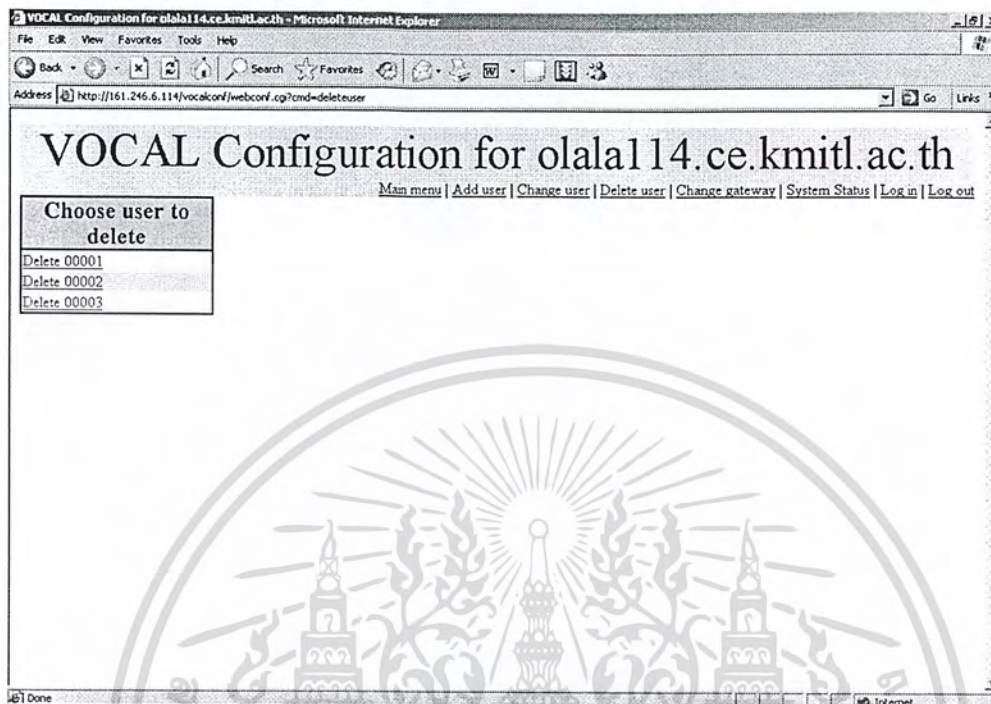 VOCAL Configuration for olala114.ce.kmitl.ac.th - Microsoft Internet Explorer
File Edit View Favorites Tools Help
Back Search Favorites
Address http://161.246.6.114/vocalconf/webconf.cgi?cmd=deleteuser Go Links
VOCAL Configuration for olala114.ce.kmitl.ac.th
Main menu | Add user | Change user | Delete user | Change gateway | System Status | Log in | Log out
Choose user to
delete
Delete 00001
Delete 00002
Delete 00003
Done Internet